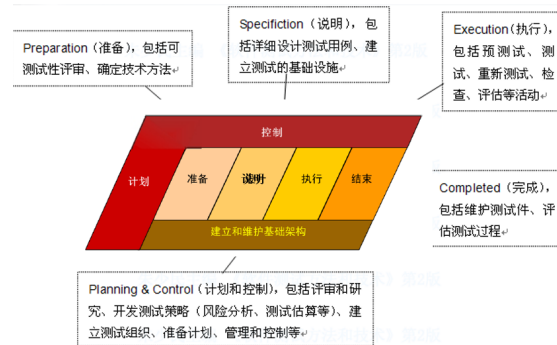 Specifiction（说明），包
括详细设计测试用例、建
立测试的基础设施
Preparation（准备），包括可
测试性评审、确定技术方法
Execution(执行），
包括预测试、测
试、重新测试、检
查、评估等活动
控制
计划
准备
说明
执行
结束
建立和维护基础架构
Completed（完成），
包括维护测试件、评
估测试过程
Planning & Control（计划和控制），包括评审和研
究、开发测试策略（风险分析、测试估算等）、建
立测试组织、准备计划、管理和控制等